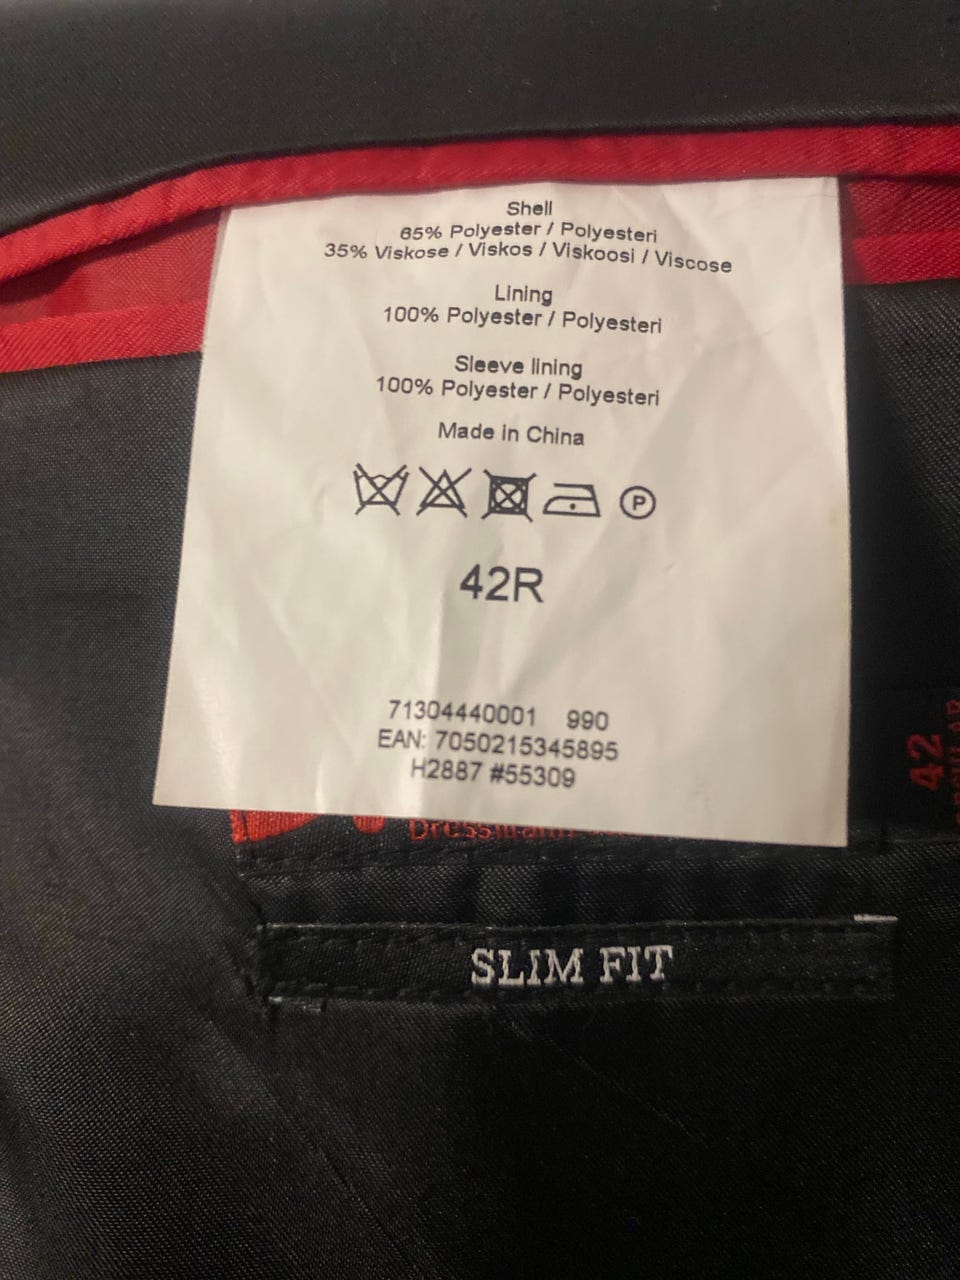 Shell
65% Polyester / Polyesteri
35% Viskose / Viskos / Viskoosi / Viscose
Lining
100% Polyester / Polyesteri
Sleeve lining
100% Polyester / Polyesteri
Made in China
P
42R
71304440001 990
EAN: 7050215345895
H2887 #55309
42
SLIM FIT